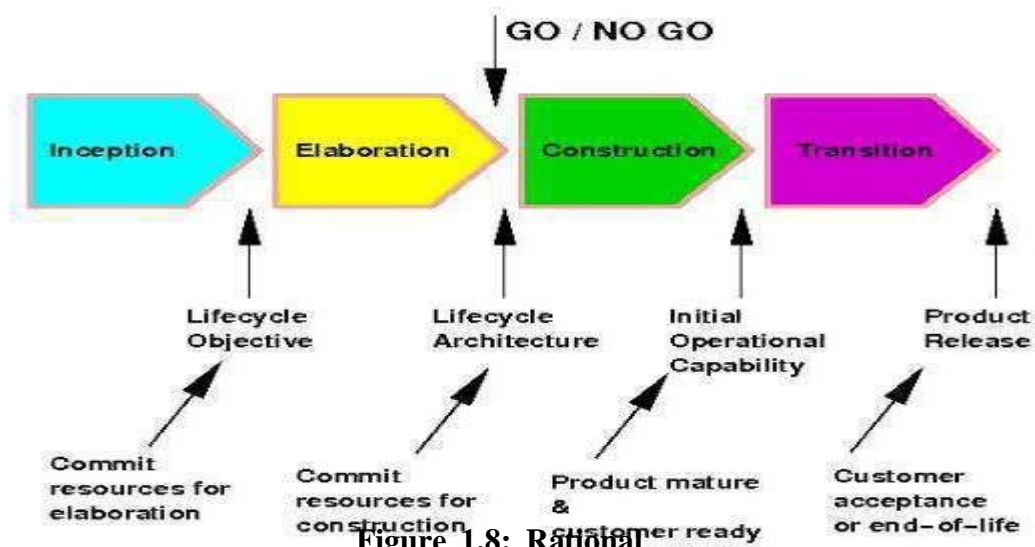 GO / NO GO
Inception
Elaboration
Construction
Transition
Lifecycle
Objective
Lifecycle
Architecture
Initial
Operational
Capability
Product
Release
Commit
resources for
elaboration
Commit
resources for
construction
Product mature
&
customer ready
Customer
acceptance
or end-of-life
Figure 1.8: Rational